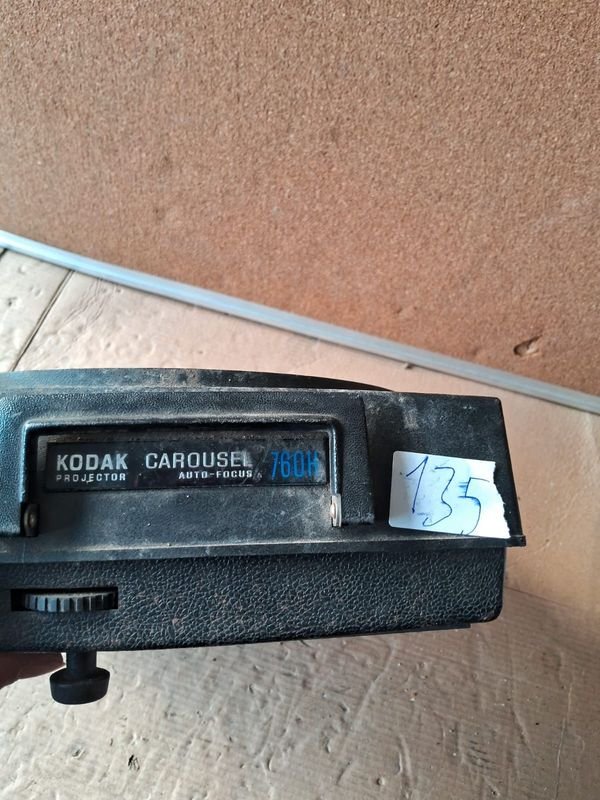 KODAK CAROUSEL 760H
PROJECTOR AUTO-FOCUS
135